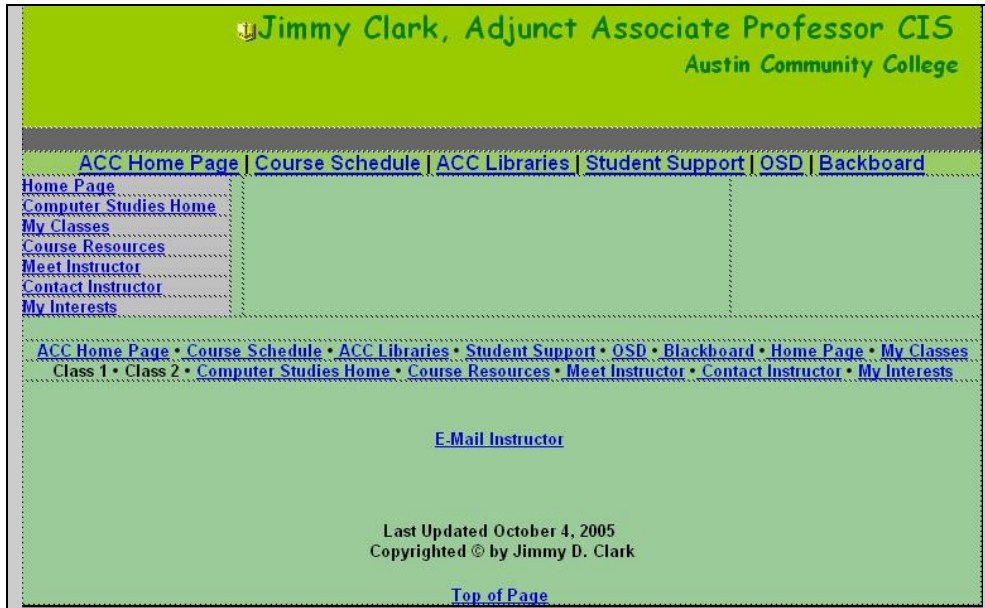 Jimmy Clark, Adjunct Associate Professor CIS
Austin Community College
ACC Home Page | Course Schedule | ACC Libraries | Student Support | OSD | Backboard
Home Page
Computer Studies Home
My Classes
Course Resources
Meet Instructor
Contact Instructor
My Interests
ACC Home Page • Course Schedule • ACC Libraries • Student Support • OSD • Blackboard • Home Page • My Classes
Class 1 • Class 2 • Computer Studies Home • Course Resources • Meet Instructor • Contact Instructor • My Interests
E-Mail Instructor
Last Updated October 4, 2005
Copyrighted © by Jimmy D. Clark
Top of Page